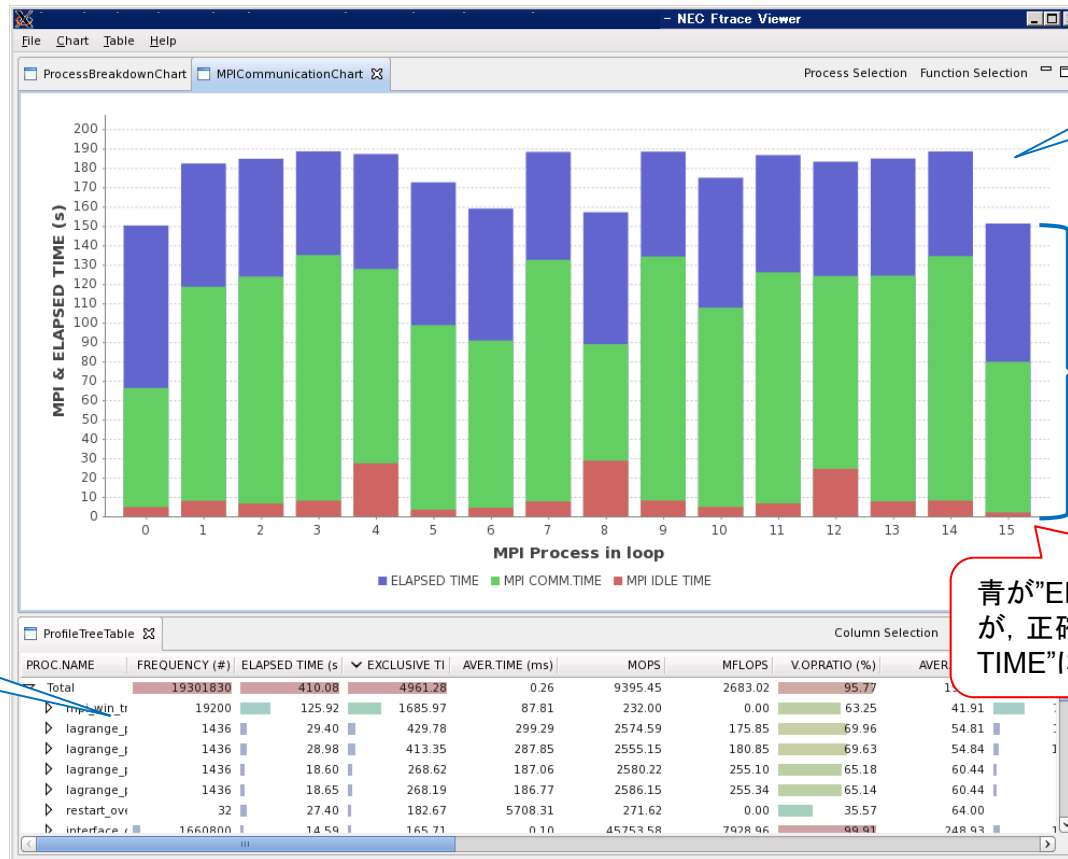 – NEC Ftrace Viewer
File Chart Table Help
ProcessBreakdownChart MPICommunicationChart Process Selection Function Selection
MPI & ELAPSED TIME (s)
200
190
180
170
160
150
140
130
120
110
100
90
80
70
60
50
40
30
20
10
0
0 1 2 3 4 5 6 7 8 9 10 11 12 13 14 15
MPI Process in loop
ELAPSED TIME MPI COMM.TIME MPI IDLE TIME
青が”El
が，正確
TIME”に
ProfileTreeTable Column Selection
PROC.NAME FREQUENCY (#) ELAPSED TIME (s EXCLUSIVE TI AVER.TIME (ms) MOPS MFLOPS V.OP.RATIO (%) AVER
Total 19301830 410.08 4961.28 0.26 9395.45 2683.02 95.77
mpi_win_tr 19200 125.92 1685.97 87.81 232.00 0.00 63.25 41.91
lagrange_p 1436 29.40 429.78 299.29 2574.59 175.85 69.96 54.81
lagrange_p 1436 28.98 413.35 287.85 2555.15 180.85 69.63 54.84
lagrange_p 1436 18.60 268.62 187.06 2580.22 255.10 65.18 60.44
lagrange_p 1436 18.65 268.19 186.77 2586.15 255.34 65.14 60.44
restart_ove 32 27.40 182.67 5708.31 271.62 0.00 35.57 64.00
interface_ 1660800 14.59 165.71 0.10 45753.58 7928.96 99.91 248.93